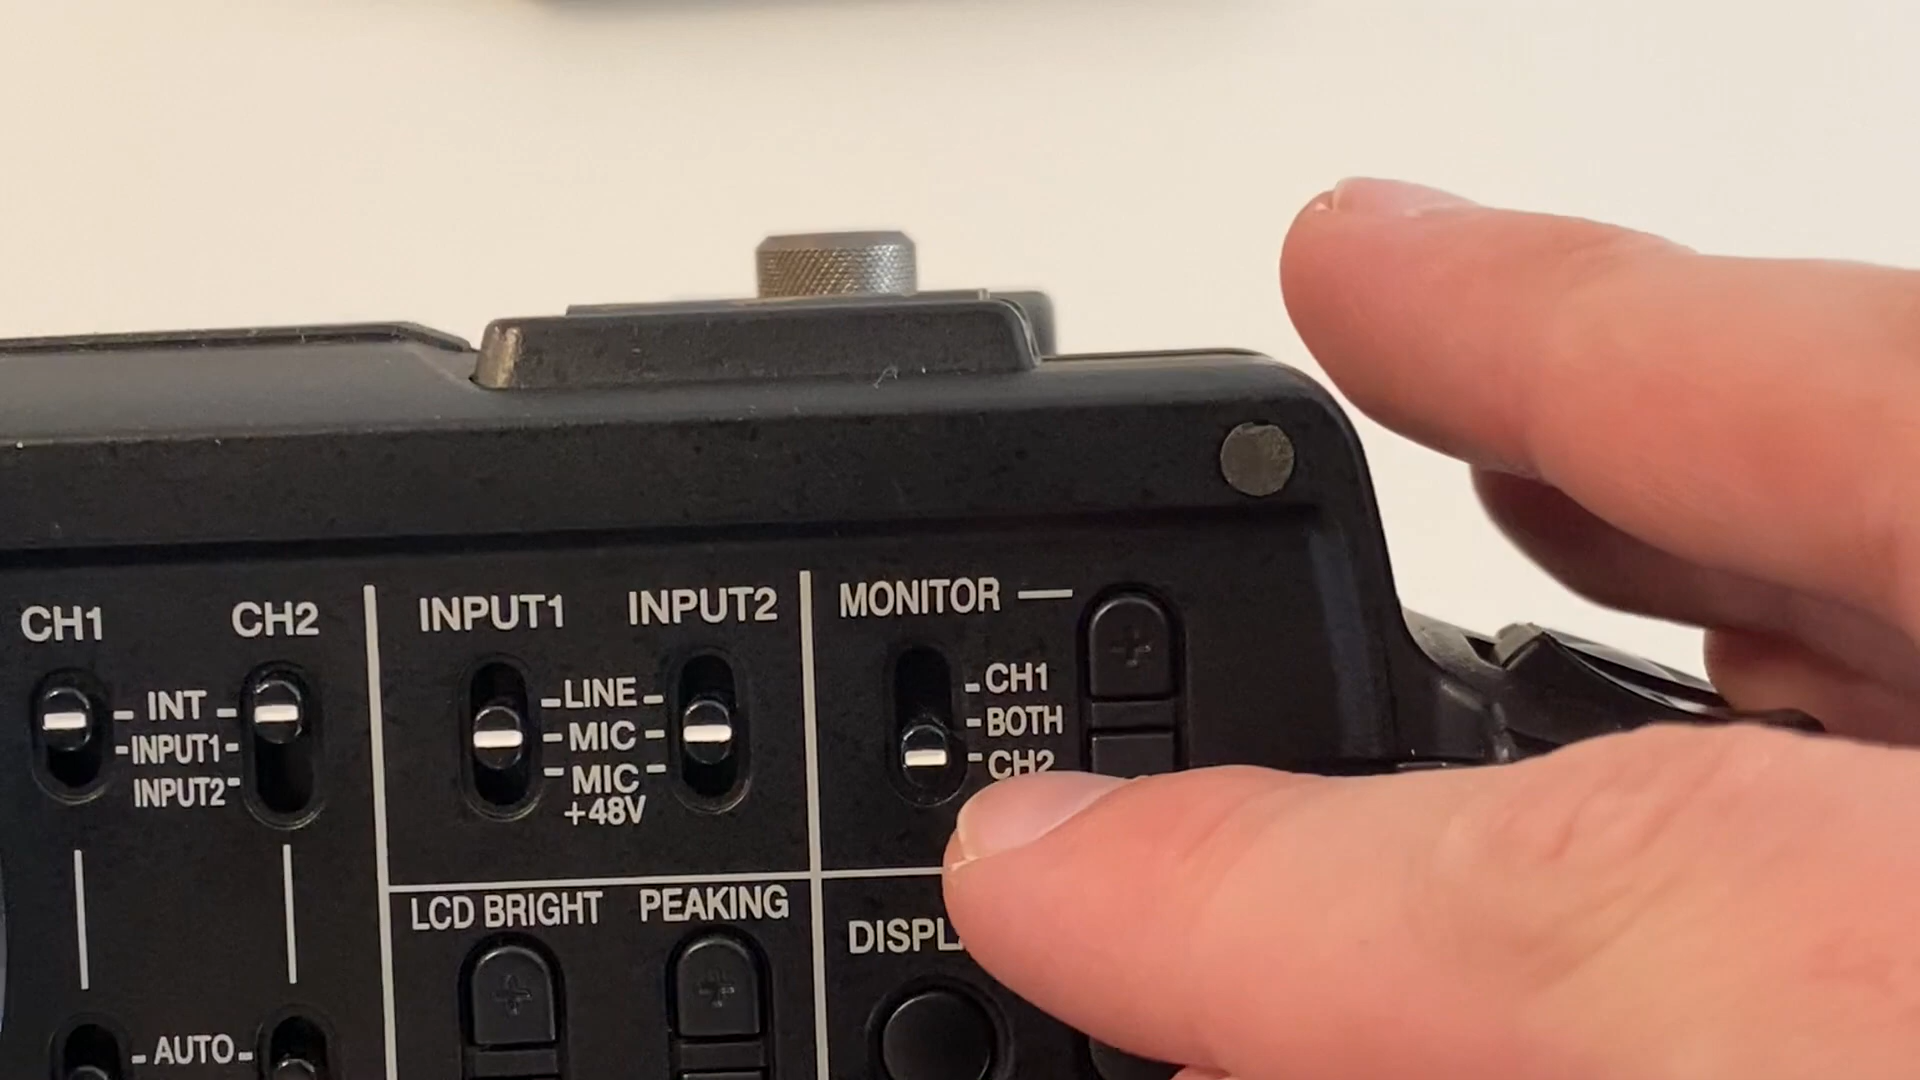 CH1 CH2
INT
INPUT1
INPUT2
AUTO
INPUT1 INPUT2
LINE
MIC
MIC
+48V
LCD BRIGHT PEAKING
MONITOR
CH1
BOTH
CH2